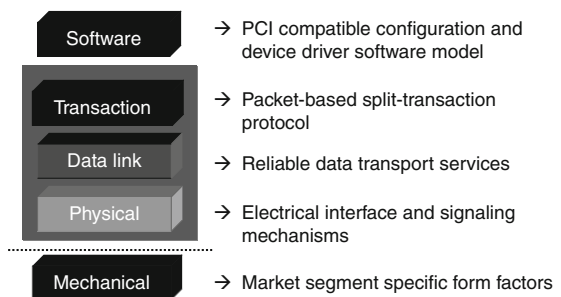 Software
→ PCI compatible configuration and
device driver software model
Transaction
→ Packet-based split-transaction
protocol
Data link
→ Reliable data transport services
Physical
→ Electrical interface and signaling
mechanisms
Mechanical
→ Market segment specific form factors